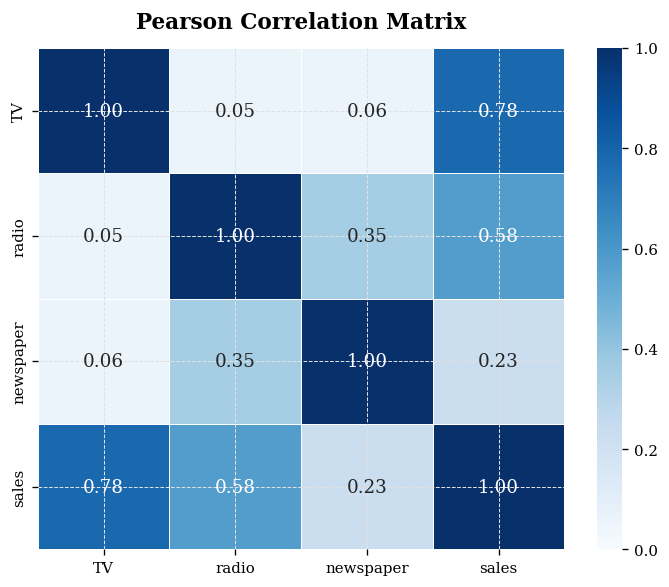 Pearson Correlation Matrix
TV 1.00 0.05 0.06 0.78
radio 0.05 1.00 0.35 0.58
newspaper 0.06 0.35 1.00 0.23
sales 0.78 0.58 0.23 1.00
TV radio newspaper sales
1.0
0.8
0.6
0.4
0.2
0.0